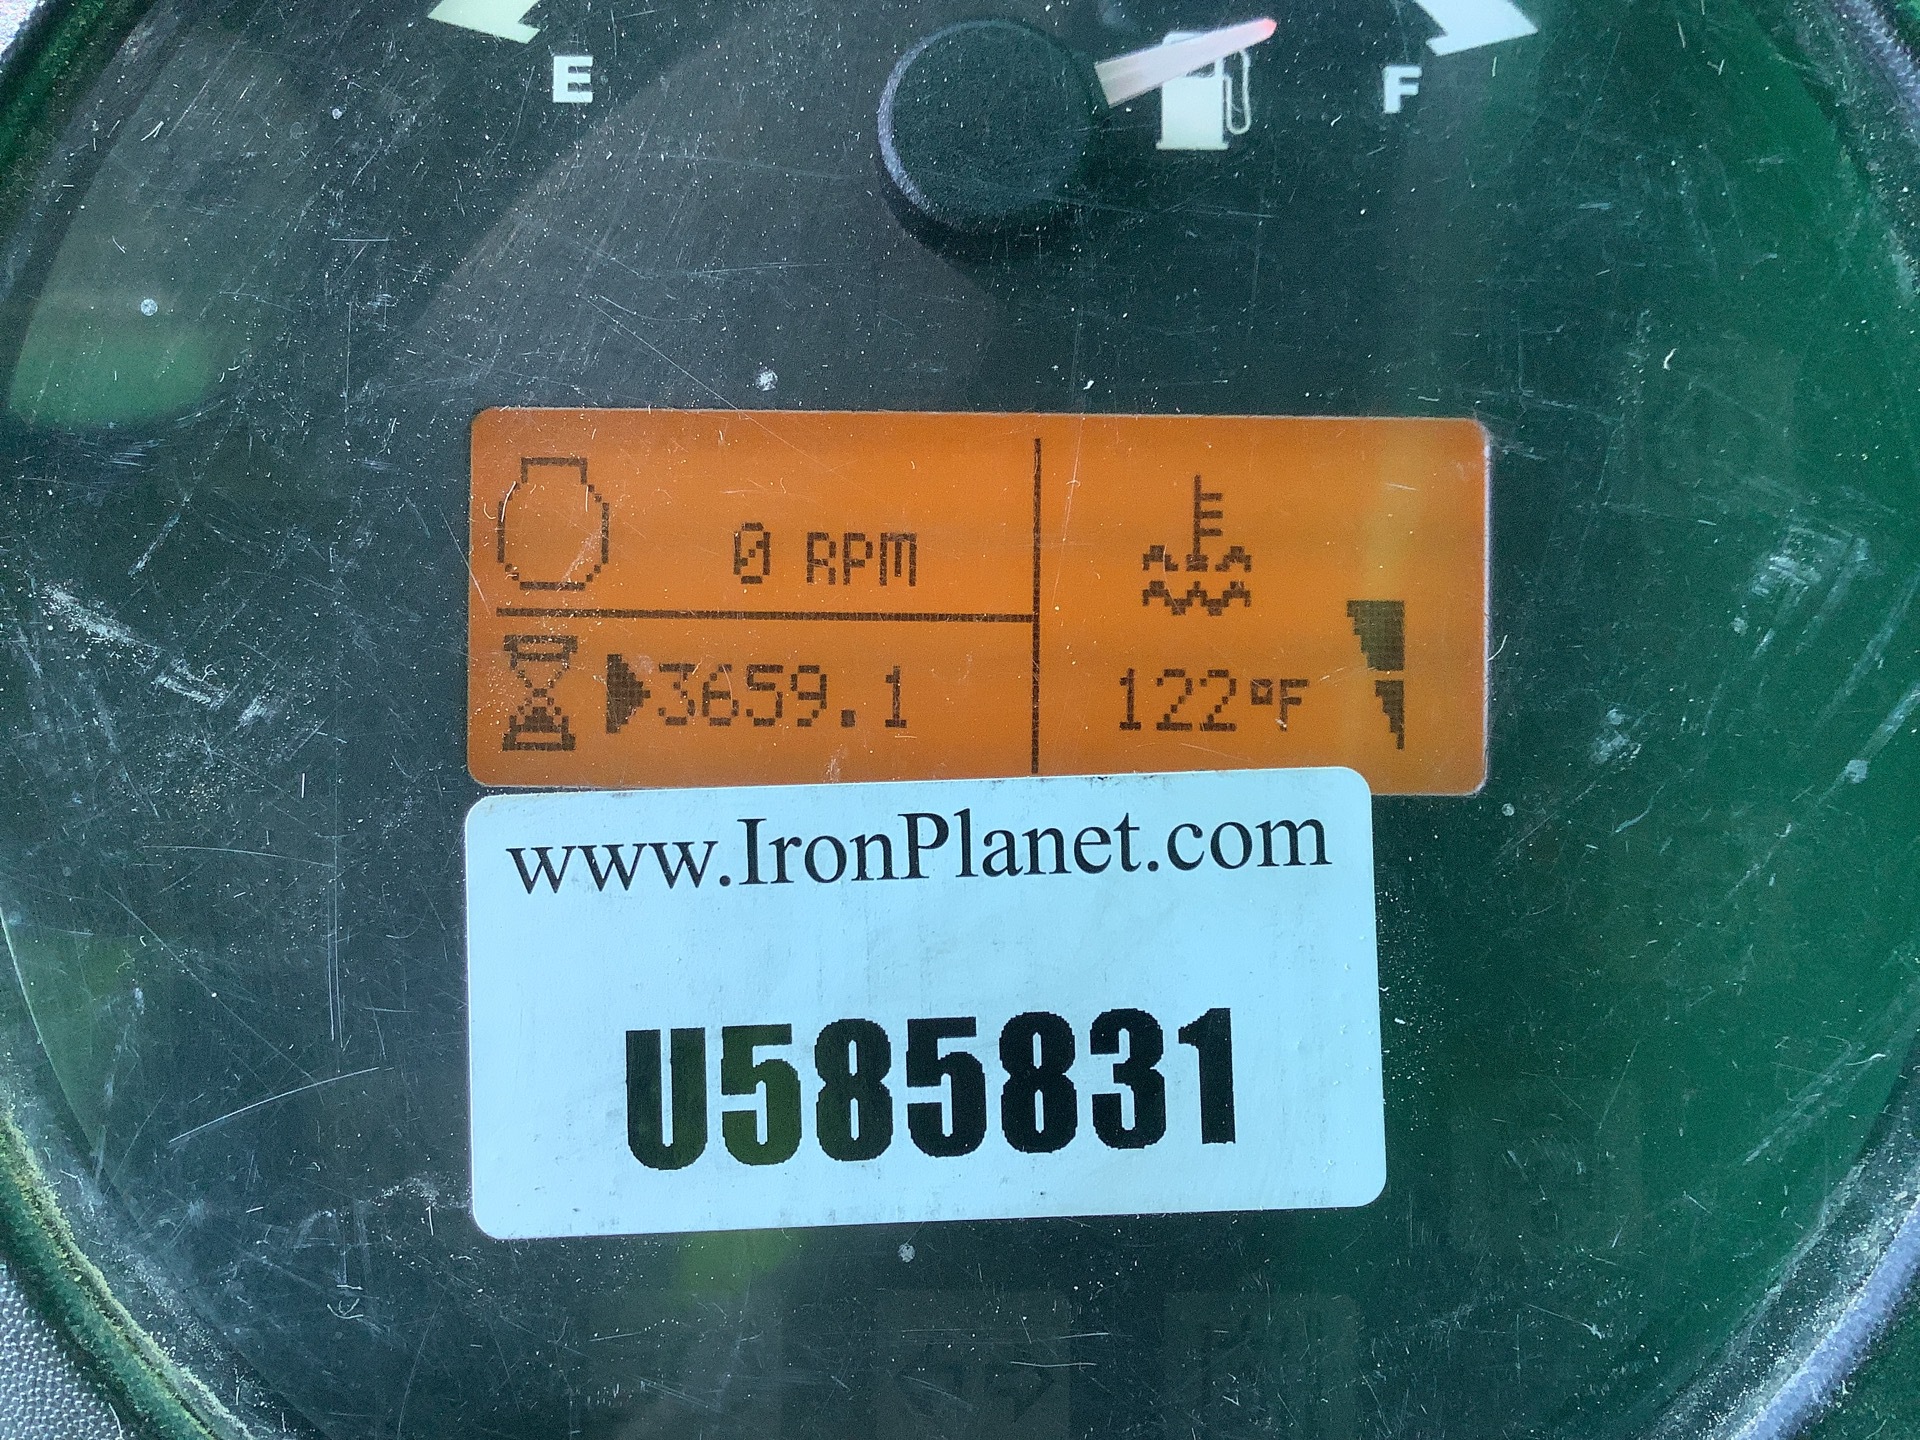 E F
0 RPM
3659.1
122°F
www.IronPlanet.com
U585831